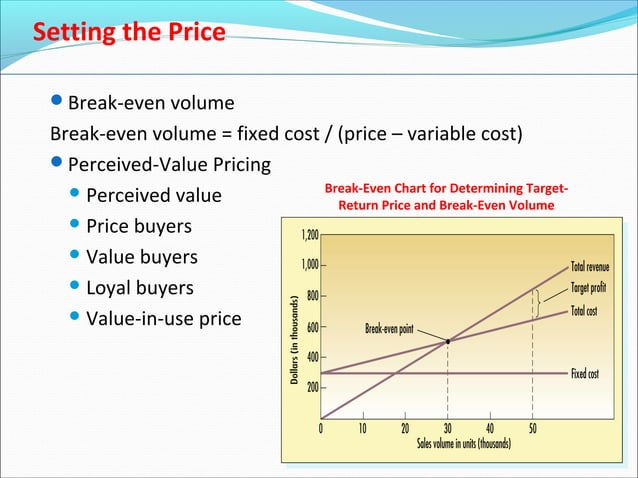 Setting the Price
Break-even volume
Break-even volume = fixed cost / (price – variable cost)
Perceived-Value Pricing
Perceived value
Price buyers
Value buyers
Loyal buyers
Value-in-use price
Break-Even Chart for Determining Target-
Return Price and Break-Even Volume
Dollars (in thousands)
1,200
1,000
800
600
400
200
Total revenue
Target profit
Total cost
Break-even point
Fixed cost
0 10 20 30 40 50
Sales volume in units (thousands)